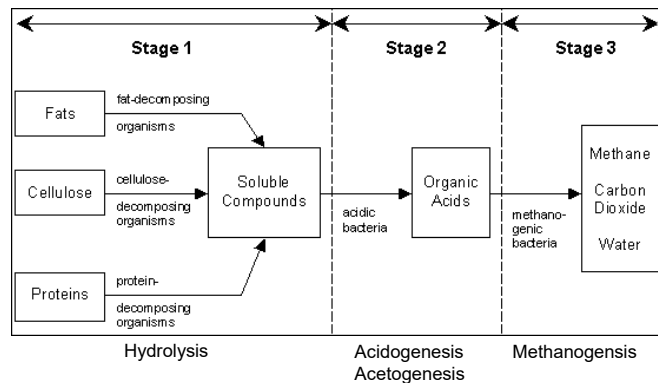 Stage 1
Stage 2
Stage 3
Fats
fat-decomposing
organisms
Cellulose
cellulose-
decomposing
organisms
Proteins
protein-
decomposing
organisms
Soluble
Compounds
acidic
bacteria
Organic
Acids
methano-
genic
bacteria
Methane
Carbon
Dioxide
Water
Hydrolysis
Acidogenesis
Acetogenesis
Methanogensis